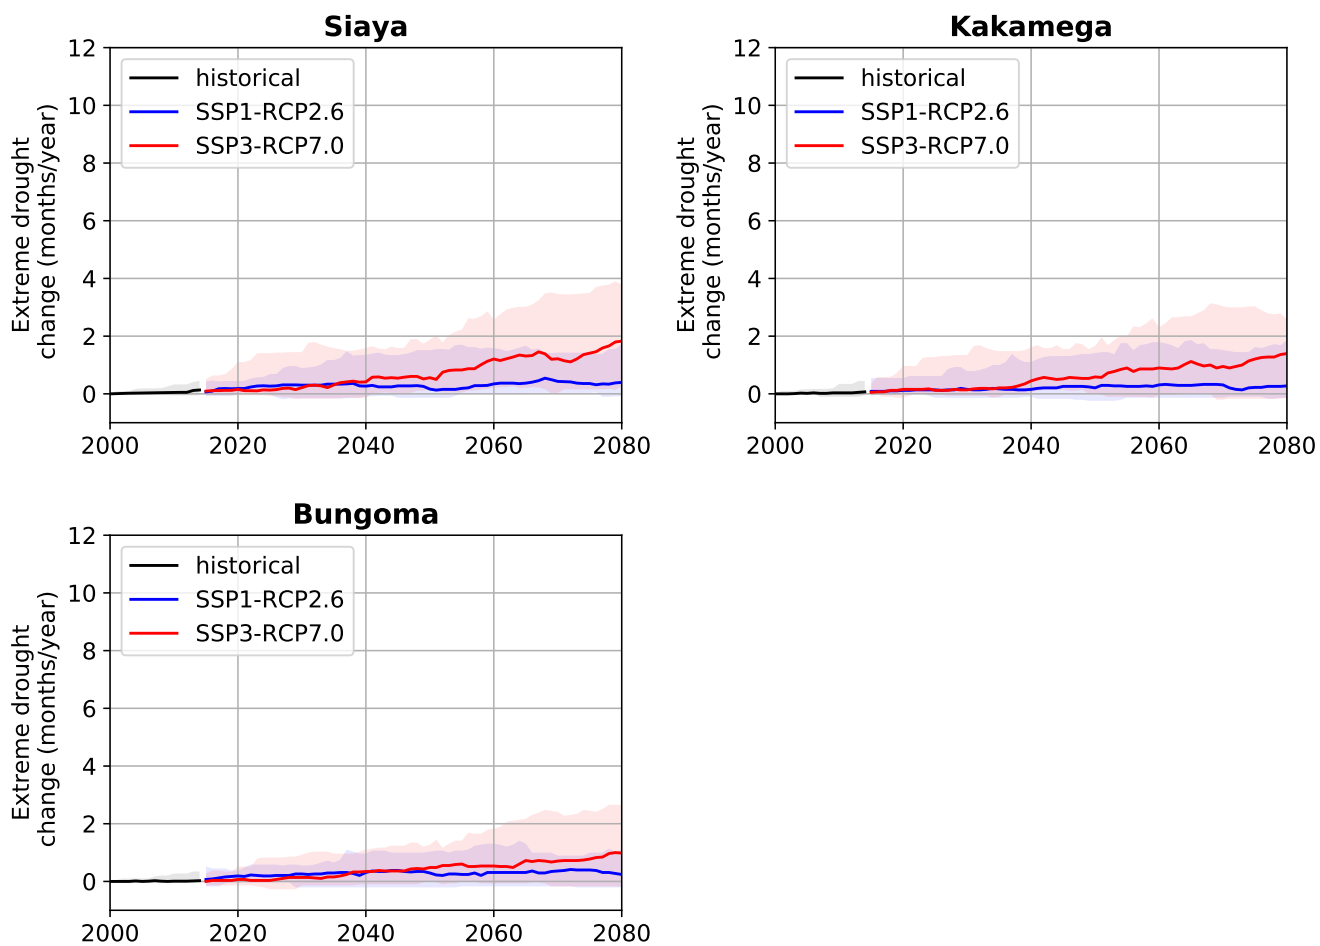 Siaya
12
10
8
6
4
2
0
Extreme drought
change (months/year)
historical
SSP1-RCP2.6
SSP3-RCP7.0
2000 2020 2040 2060 2080
Kakamega
12
10
8
6
4
2
0
Extreme drought
change (months/year)
historical
SSP1-RCP2.6
SSP3-RCP7.0
2000 2020 2040 2060 2080
Bungoma
12
10
8
6
4
2
0
Extreme drought
change (months/year)
historical
SSP1-RCP2.6
SSP3-RCP7.0
2000 2020 2040 2060 2080